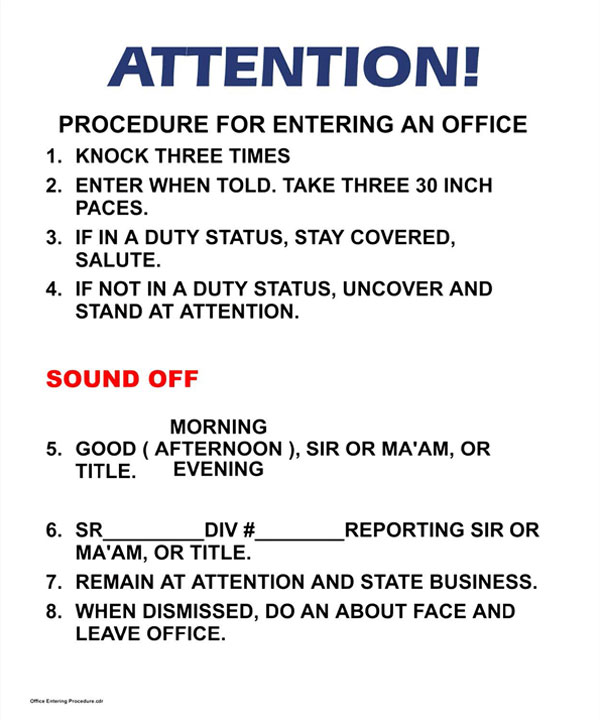 ATTENTION!
PROCEDURE FOR ENTERING AN OFFICE
1. KNOCK THREE TIMES
2. ENTER WHEN TOLD. TAKE THREE 30 INCH
PACES.
3. IF IN A DUTY STATUS, STAY COVERED,
SALUTE.
4. IF NOT IN A DUTY STATUS, UNCOVER AND
STAND AT ATTENTION.
SOUND OFF
MORNING
5. GOOD ( AFTERNOON ), SIR OR MA'AM, OR
TITLE. EVENING
6. SR_________DIV #________REPORTING SIR OR
MA'AM, OR TITLE.
7. REMAIN AT ATTENTION AND STATE BUSINESS.
8. WHEN DISMISSED, DO AN ABOUT FACE AND
LEAVE OFFICE.
Office Entering Procedure.cdr